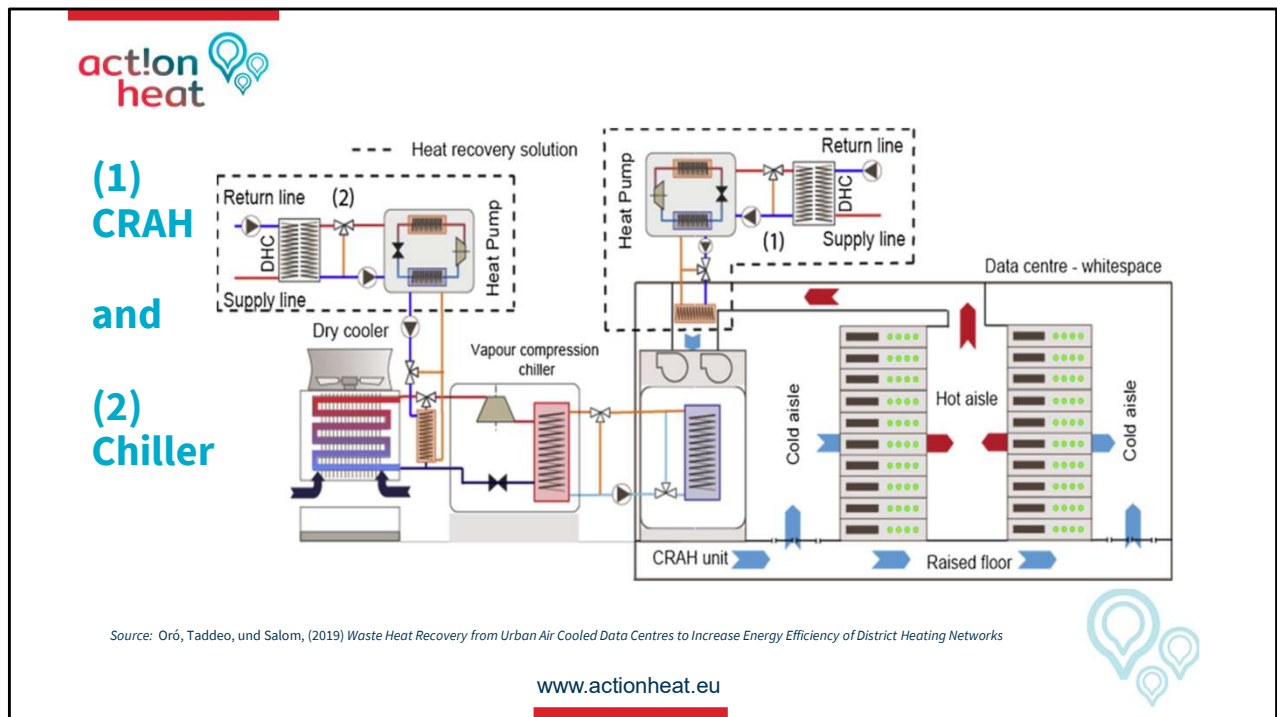 act!on
heat
(1)
CRAH
and
(2)
Chiller
Heat recovery solution
Return line
(2)
DHC
Heat Pump
Supply line
Heat Pump
Return line
DHC
(1)
Supply line
Data centre - whitespace
Dry cooler
Vapour compression
chiller
Cold aisle
Hot aisle
Cold aisle
CRAH unit
Raised floor
Source: Oró, Taddeo, und Salom, (2019) Waste Heat Recovery from Urban Air Cooled Data Centres to Increase Energy Efficiency of District Heating Networks
www.actionheat.eu